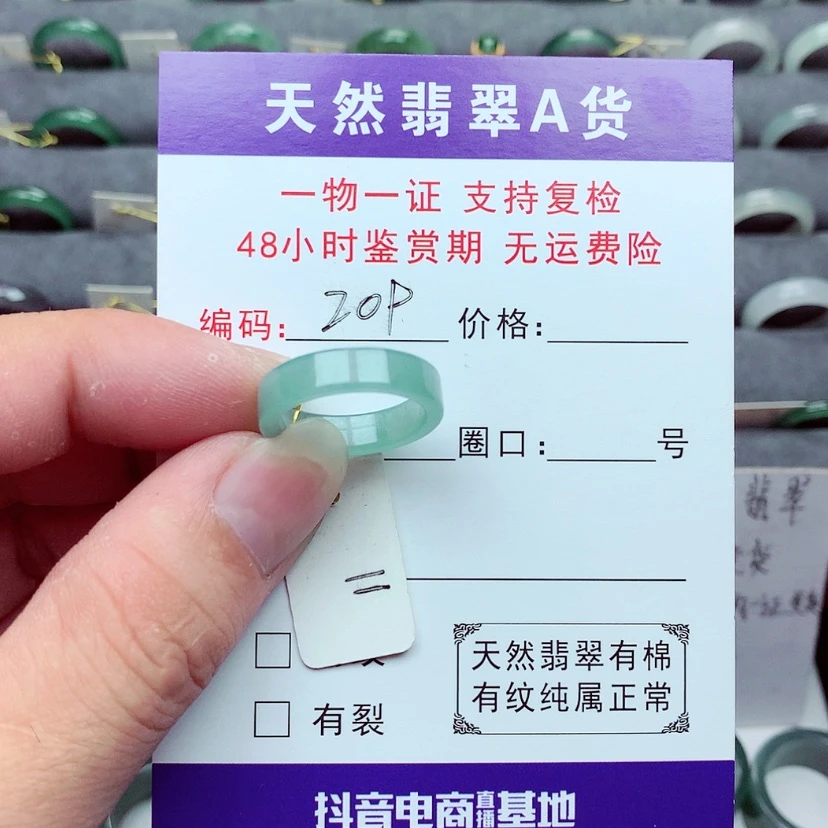 天然翡翠A货
一物一证 支持复检
48小时鉴赏期 无运费险
编码: 20P 价格:
圈口: 号
二
天然翡翠有棉
有纹纯属正常
有裂
抖音电商直播基地
翡翠